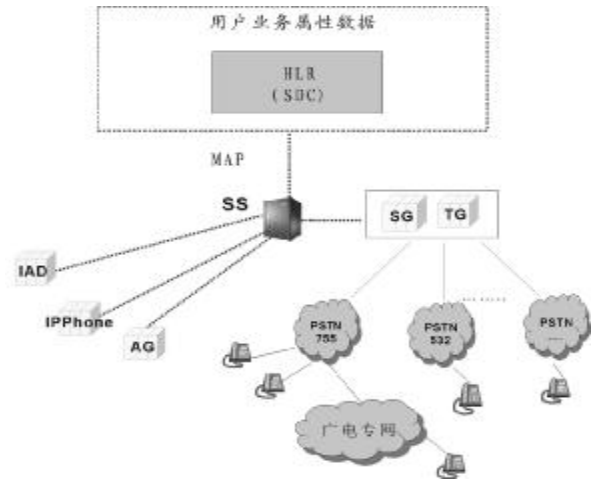 用户业务属性数据
HLR
(SDC)
MAP
SS
SG
TG
IAD
IPPhone
AG
PSTN
755
PSTN
532
........
PSTN
....
广电专网